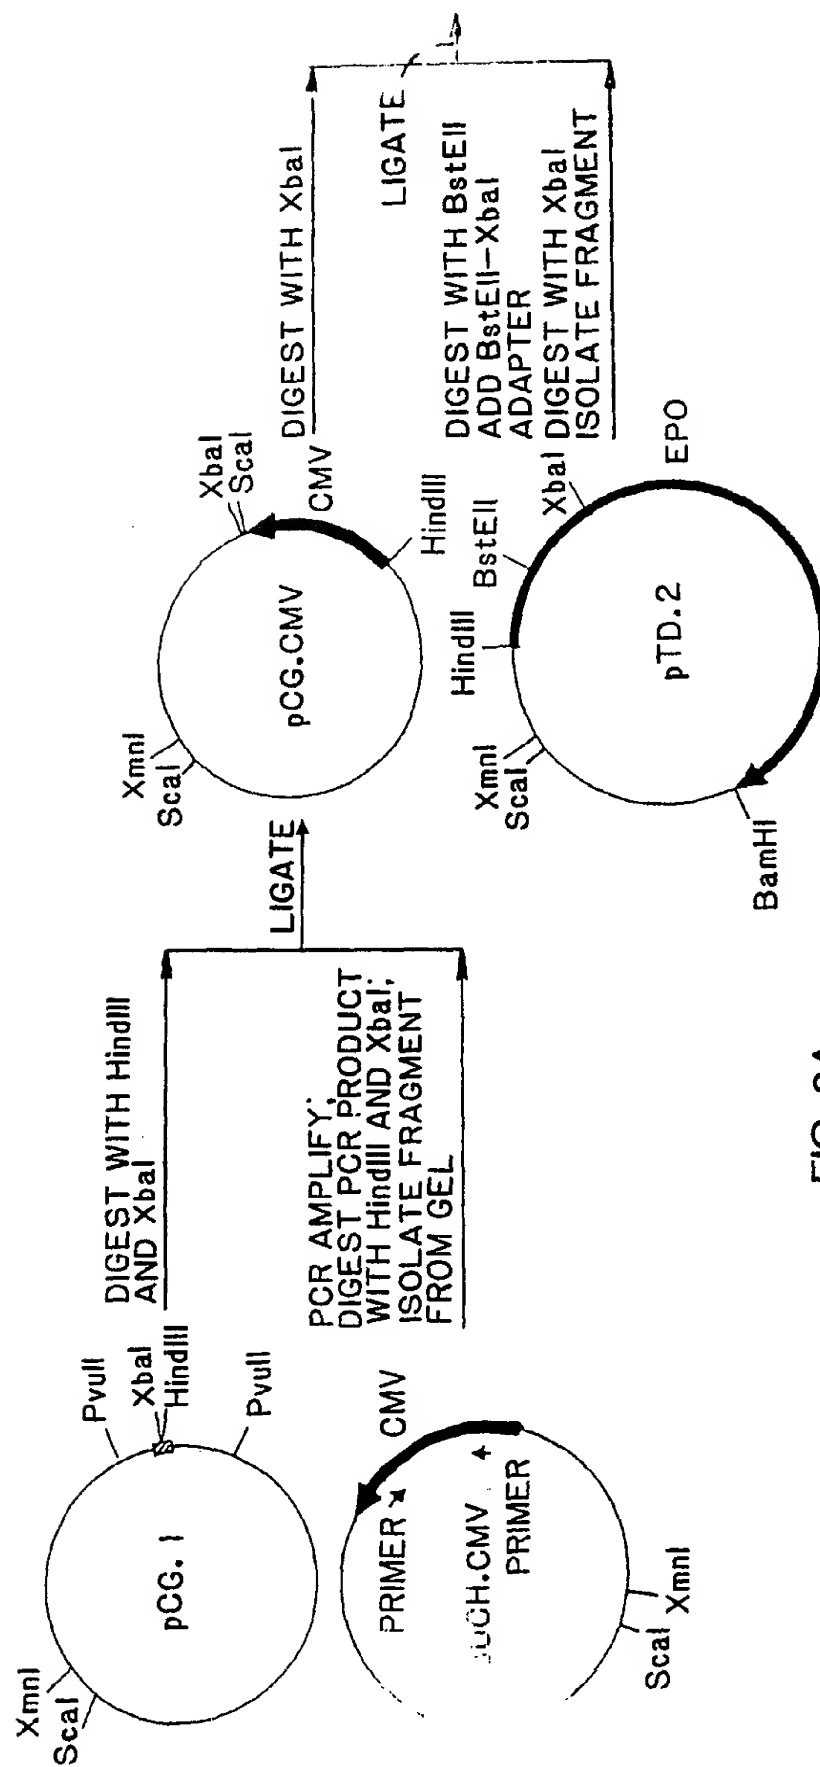 XmnI
ScaI
pCG.1
PvuII
XbaI
HindIII
PvuII
DIGEST WITH HindIII
AND XbaI
PRIMER
CMV
PRIMER
ScaI
XmnI
PCR AMPLIFY;
DIGEST PCR PRODUCT
WITH HindIII AND XbaI;
ISOLATE FRAGMENT
FROM GEL
LIGATE
XmnI
ScaI
pCG.CMV
XbaI
ScaI
CMV
HindIII
DIGEST WITH XbaI
XmnI
ScaI
HindIII
BstEII
XbaI
pTD.2
EPO
BamHI
DIGEST WITH BstEII
ADD BstEII-XbaI
ADAPTER
DIGEST WITH XbaI
ISOLATE FRAGMENT
LIGATE